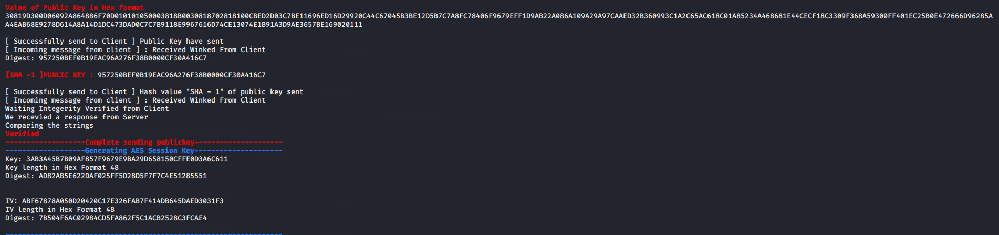 Value of Public Key in Hex format
30819D300D06092A864886F70D010101050003818B0030818702818100CBED2D03C7BE11696ED16D29920C44C67045B3BE12D5B7C7A8FC78406F9679EFF1D9AB22A086A109A29A97CAAED32B360993C1A2C65AC618C01A85234A468681E44CECF18C3309F368A59300FF401EC25B0E472666D96285A
A4EAB68E9278D614A8A14D1DC473DAD0C7C7B9118E9967616D74CE13074E1B91A3D9AE3657BE169020111
[ Successfully send to Client ] Public Key have sent
[ Incoming message from client ] : Received Winked From Client
Digest: 957250BEF0B19EAC96A276F38B0000CF30A416C7
[SHA -1 ]PUBLIC KEY : 957250BEF0B19EAC96A276F38B0000CF30A416C7
[ Successfully send to Client ] Hash value "SHA - 1" of public key sent
[ Incoming message from client ] : Received Winked From Client
Waiting Integerity Verified from Client
We recevied a response from Server
Comparing the strings
Verified
-------------------Complete sending publickey---------------------
-------------------Generating AES Session Key---------------------
Key: 3AB3A45B7B09AF857F9679E9BA29D658150CFFE0D3A6C611
Key length in Hex Format 48
Digest: AD82AB5E622DAF025FF5D28D5F7F7C4E51285551
IV: ABF67878A050D20420C17E326FAB7F414DB645DAED3031F3
IV length in Hex Format 48
Digest: 7B504F6AC02984CD5FA862F5C1ACB2528C3FCAE4
------------------------------------------------------------------